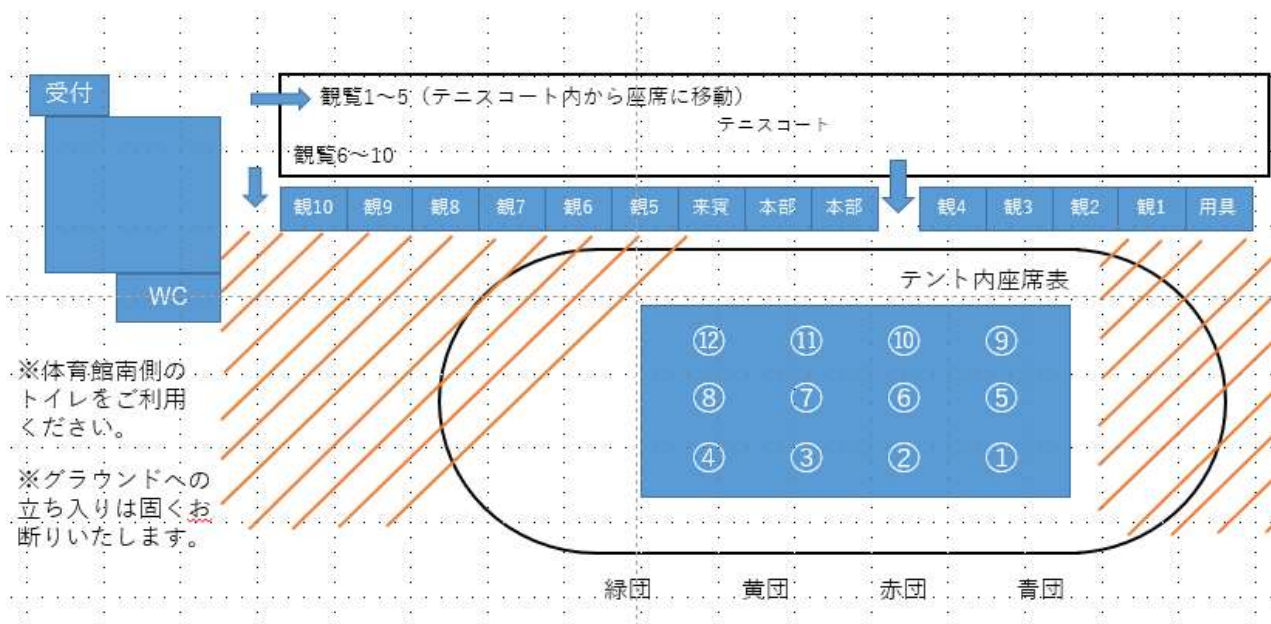 受付
観覧1～5（テニスコート内から座席に移動）
テニスコート
観覧6～10
観10 観9 観8 観7 観6 観5 来賓 本部 本部 観4 観3 観2 観1 用具
WC
テント内座席表
⑫ ⑪ ⑩ ⑨
⑧ ⑦ ⑥ ⑤
④ ③ ② ①
※体育館南側の
トイレをご利用
ください。
※グラウンドへの
立ち入りは固くお
断りいたします。
緑団 黄団 赤団 青団